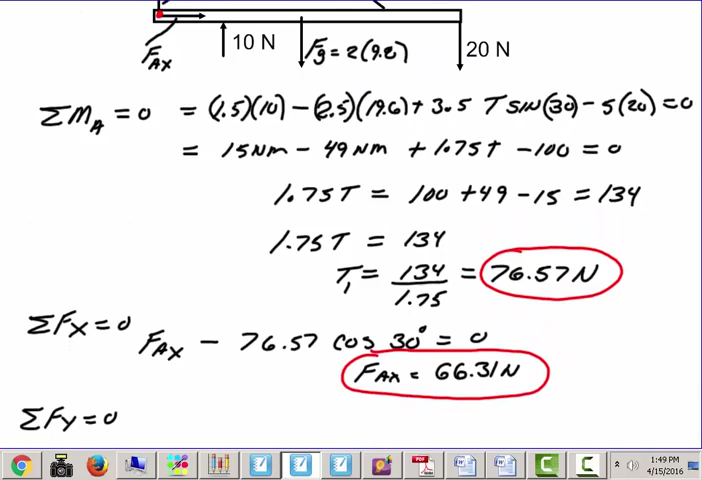 F_AX
10 N
Fg = 2(9.8)
20 N
ΣM_A = 0 = (1.5)(10) - (2.5)(19.6) + 3.5 T SIN(30) - 5(20) = 0
= 15Nm - 49Nm + 1.75T - 100 = 0
1.75T = 100 + 49 - 15 = 134
1.75T = 134
T₁ = 134/1.75 = 76.57N
ΣFx = 0
F_AX - 76.57 cos 30° = 0
F_AX = 66.31N
ΣFy = 0
1:49 PM
4/15/2016